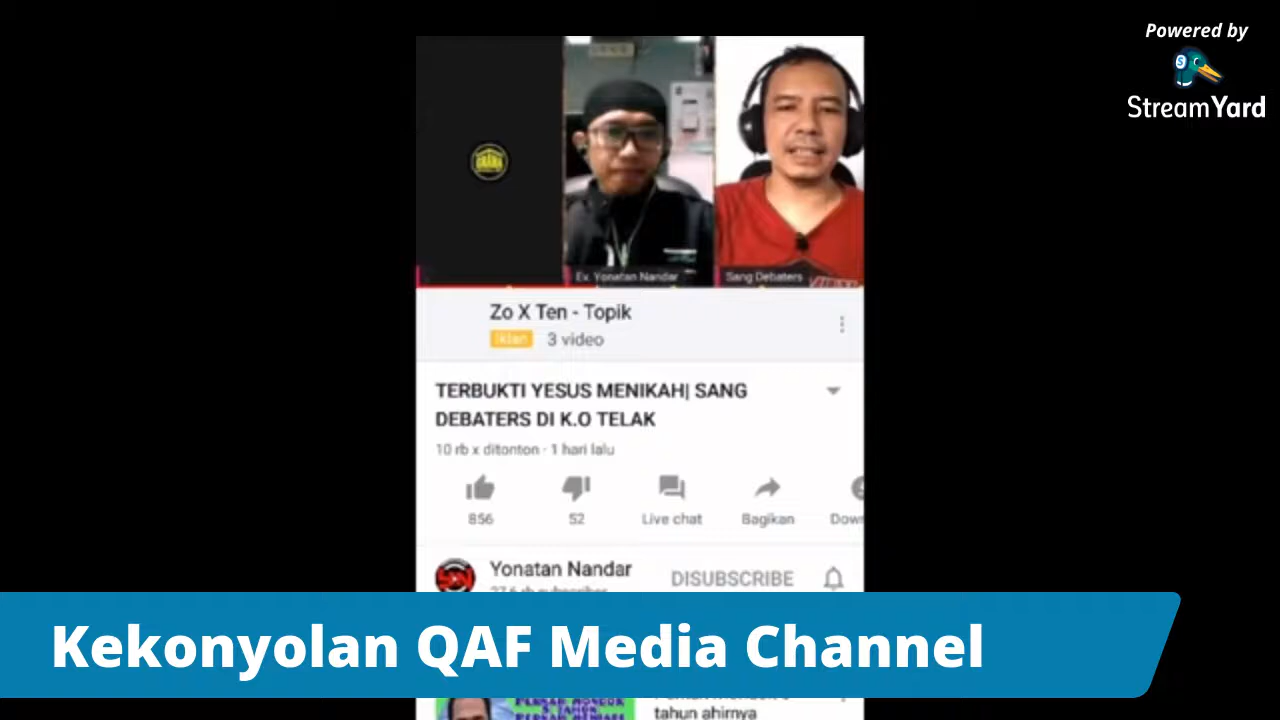 Powered by
StreamYard
Ex. Yonatan Nandar
Sang Debaters
Zo X Ten - Topik
Iklan 3 video
TERBUKTI YESUS MENIKAH| SANG
DEBATERS DI K.O TELAK
10 rb x ditonton · 1 hari lalu
856 52 Live chat Bagikan Down
Yonatan Nandar
DISUBSCRIBE
Kekonyolan QAF Media Channel
tahun ahirnya